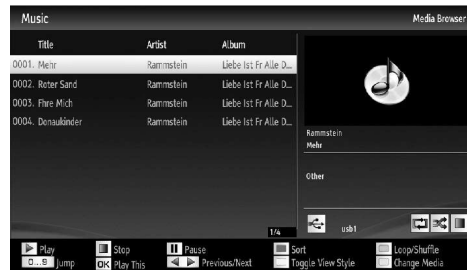 Music Media Browser
Title Artist Album
0001. Mehr Rammstein Liebe Ist Fr Alle D...
0002. Roter Sand Rammstein Liebe Ist Fr Alle D...
0003. Fhre Mich Rammstein Liebe Ist Fr Alle D...
0004. Donaukinder Rammstein Liebe Ist Fr Alle D...
Rammstein
Mehr
Other
1/4 usb1
Play Stop Pause Sort Loop/Shuffle
0...9 Jump OK Play This Previous/Next Toggle View Style Change Media